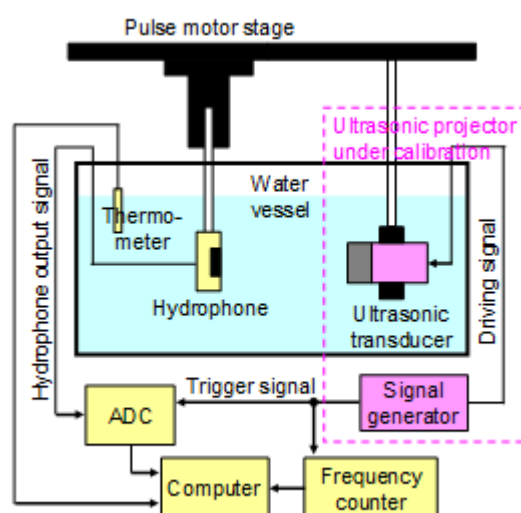 Pulse motor stage
Ultrasonic projector
under calibration
Water
vessel
Thermo-
meter
Hydrophone output signal
Hydrophone
Ultrasonic
transducer
Driving signal
Trigger signal
Signal
generator
ADC
Computer
Frequency
counter